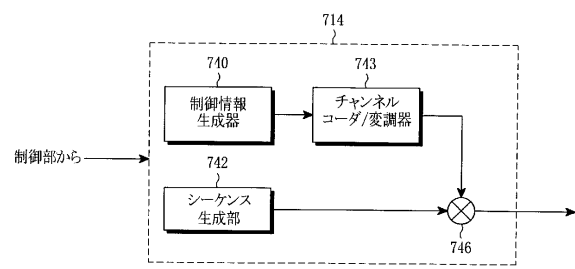 714
740
743
制御情報
生成器
チャンネル
コーダ/変調器
制御部から
742
シーケンス
生成部
746